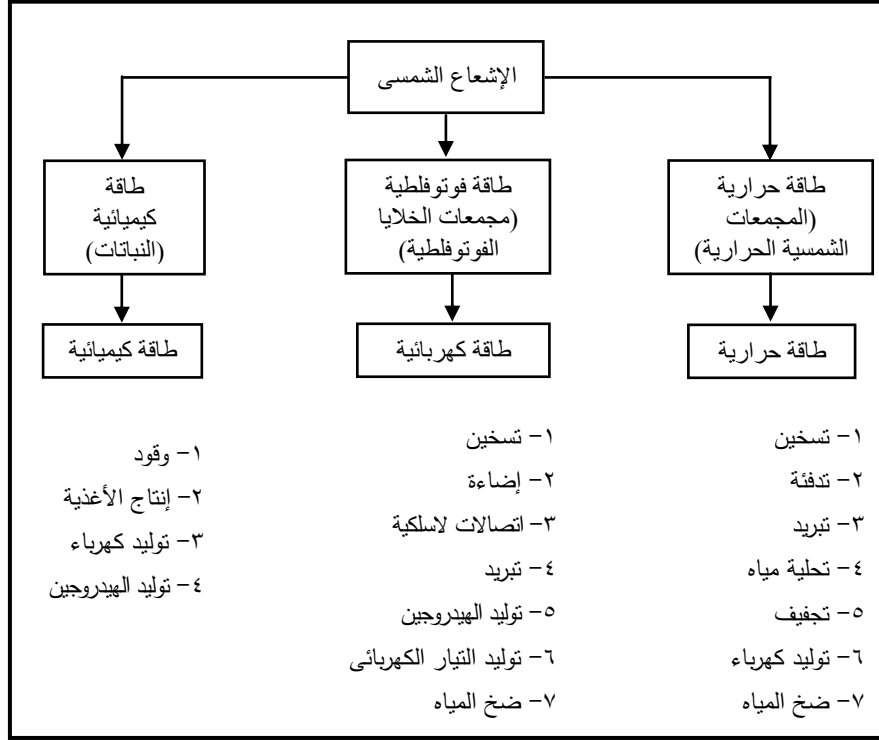 الإشعاع الشمسى
طاقة حرارية
(المجمعات
الشمسية الحرارية)
طاقة فوتوفلطية
(مجمعات الخلايا
الفوتوفلطية)
طاقة
كيميائية
(النباتات)
طاقة حرارية
طاقة كهربائية
طاقة كيميائية
١- تسخين
٢- تدفئة
٣- تبريد
٤- تحلية مياه
٥- تجفيف
٦- توليد كهرباء
٧- ضخ المياه
١- تسخين
٢- إضاءة
٣- اتصالات لاسلكية
٤- تبريد
٥- توليد الهيدروجين
٦- توليد التيار الكهربائى
٧- ضخ المياه
١- وقود
٢- إنتاج الأغذية
٣- توليد كهرباء
٤- توليد الهيدروجين